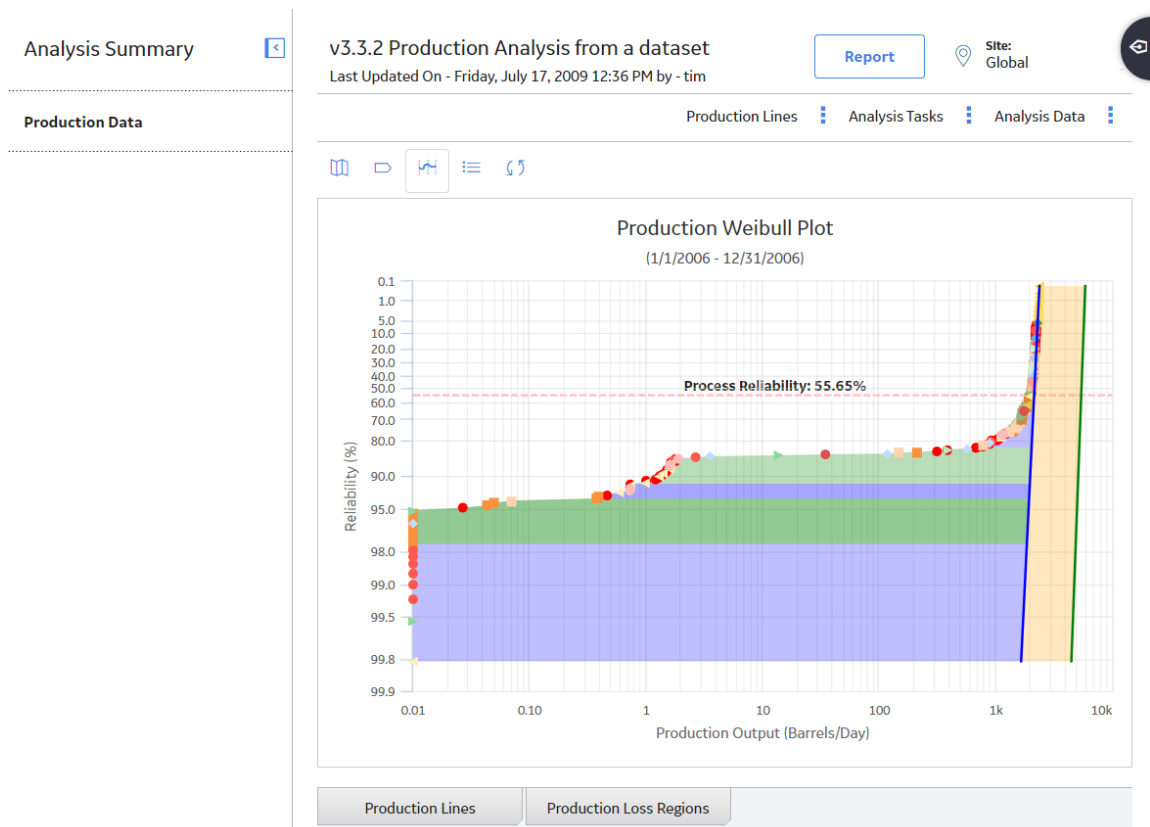 Analysis Summary
Production Data
v3.3.2 Production Analysis from a dataset
Last Updated On - Friday, July 17, 2009 12:36 PM by - tim
Report
Site:
Global
Production Lines
Analysis Tasks
Analysis Data
Production Weibull Plot
(1/1/2006 - 12/31/2006)
Reliability (%)
0.1
1.0
5.0
10.0
20.0
30.0
40.0
50.0
60.0
70.0
80.0
90.0
95.0
98.0
99.0
99.5
99.8
99.9
Process Reliability: 55.65%
0.01
0.10
1
10
100
1k
10k
Production Output (Barrels/Day)
Production Lines
Production Loss Regions